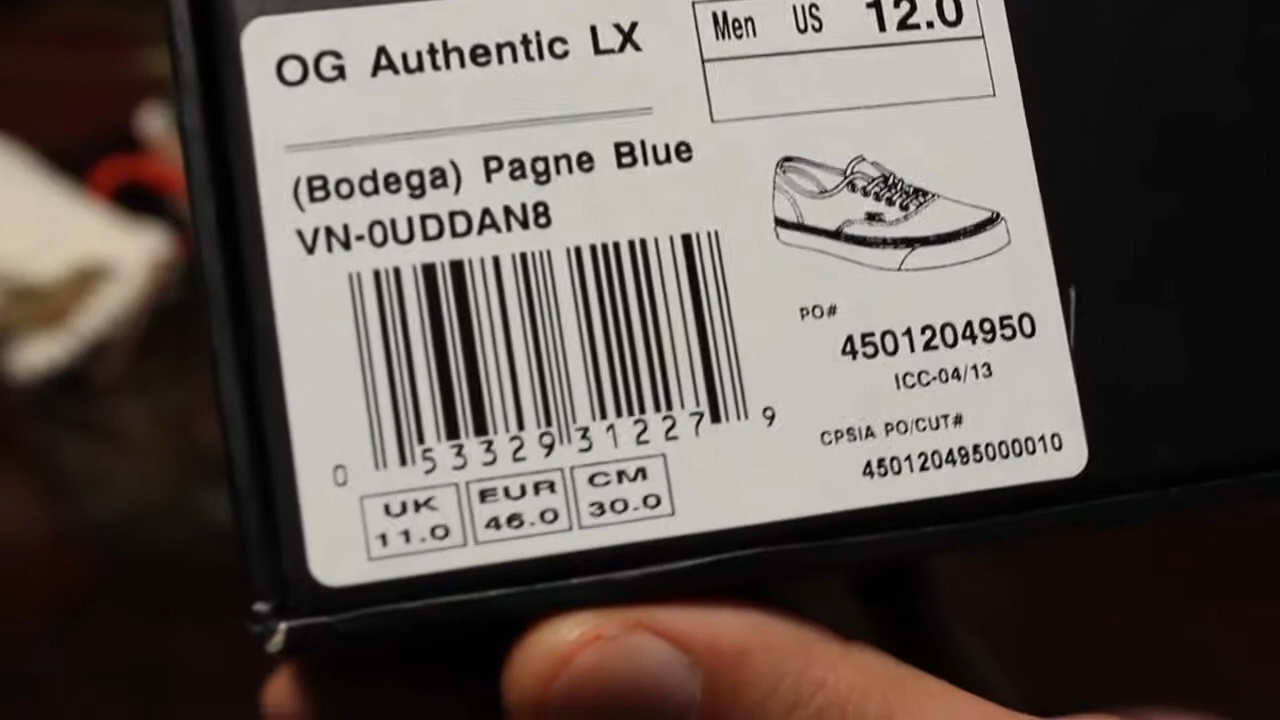 OG Authentic LX
Men US 12.0
(Bodega) Pagne Blue
VN-0UDDAN8
0 53329 31227 9
UK 11.0
EUR 46.0
CM 30.0
PO#
4501204950
ICC-04/13
CPSIA PO/CUT#
450120495000010